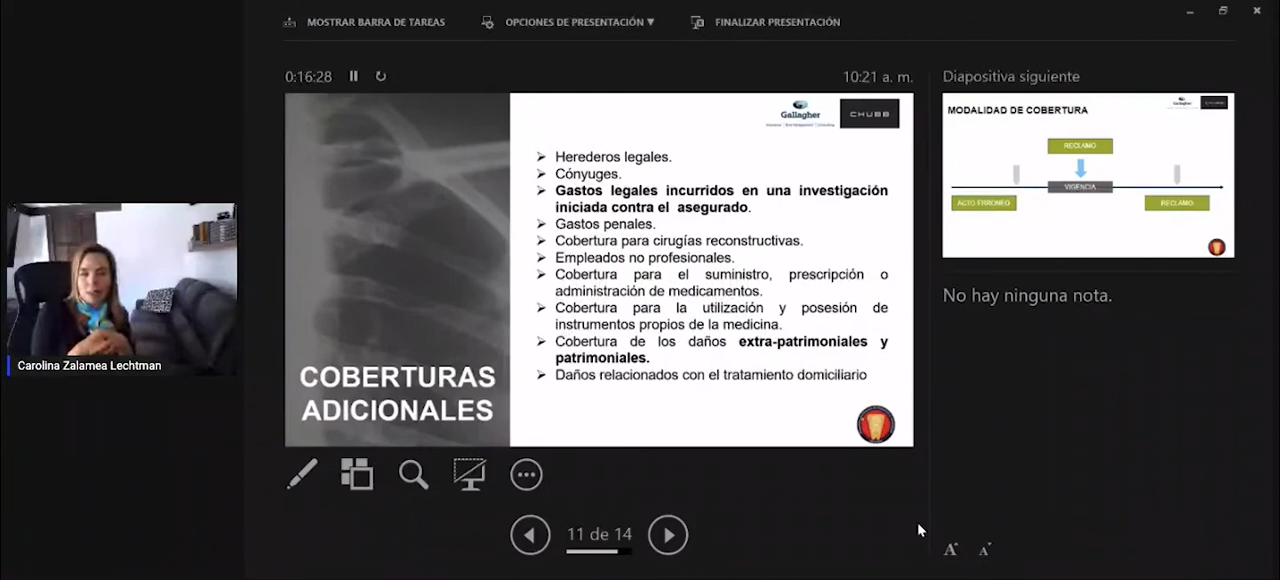 MOSTRAR BARRA DE TAREAS
OPCIONES DE PRESENTACIÓN ▼
FINALIZAR PRESENTACIÓN
0:16:28
10:21 a. m.
Diapositiva siguiente
Gallagher
CHUBB
➢ Herederos legales.
➢ Cónyuges.
➢ Gastos legales incurridos en una investigación
iniciada contra el asegurado.
➢ Gastos penales.
➢ Cobertura para cirugías reconstructivas.
➢ Empleados no profesionales.
➢ Cobertura para el suministro, prescripción o
administración de medicamentos.
➢ Cobertura para la utilización y posesión de
instrumentos propios de la medicina.
➢ Cobertura de los daños extra-patrimoniales y
patrimoniales.
➢ Daños relacionados con el tratamiento domiciliario
COBERTURAS
ADICIONALES
Gallagher
CHUBB
MODALIDAD DE COBERTURA
RECLAMO
VIGENCIA
ACTO ERRONEO
RECLAMO
No hay ninguna nota.
Carolina Zalamea Lechtman
11 de 14
A A